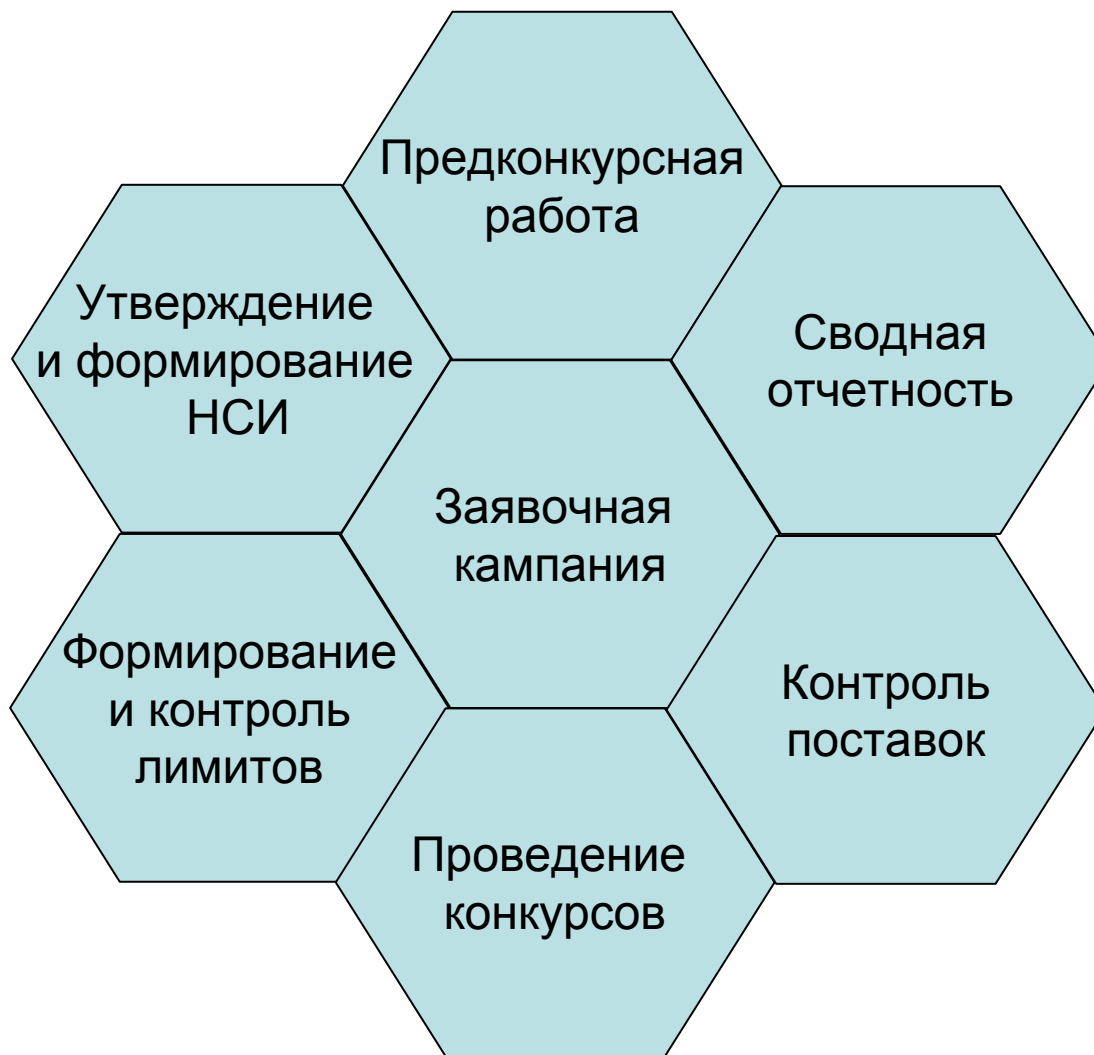 Предконкурсная
работа
Утверждение
и формирование
НСИ
Сводная
отчетность
Заявочная
кампания
Формирование
и контроль
лимитов
Контроль
поставок
Проведение
конкурсов